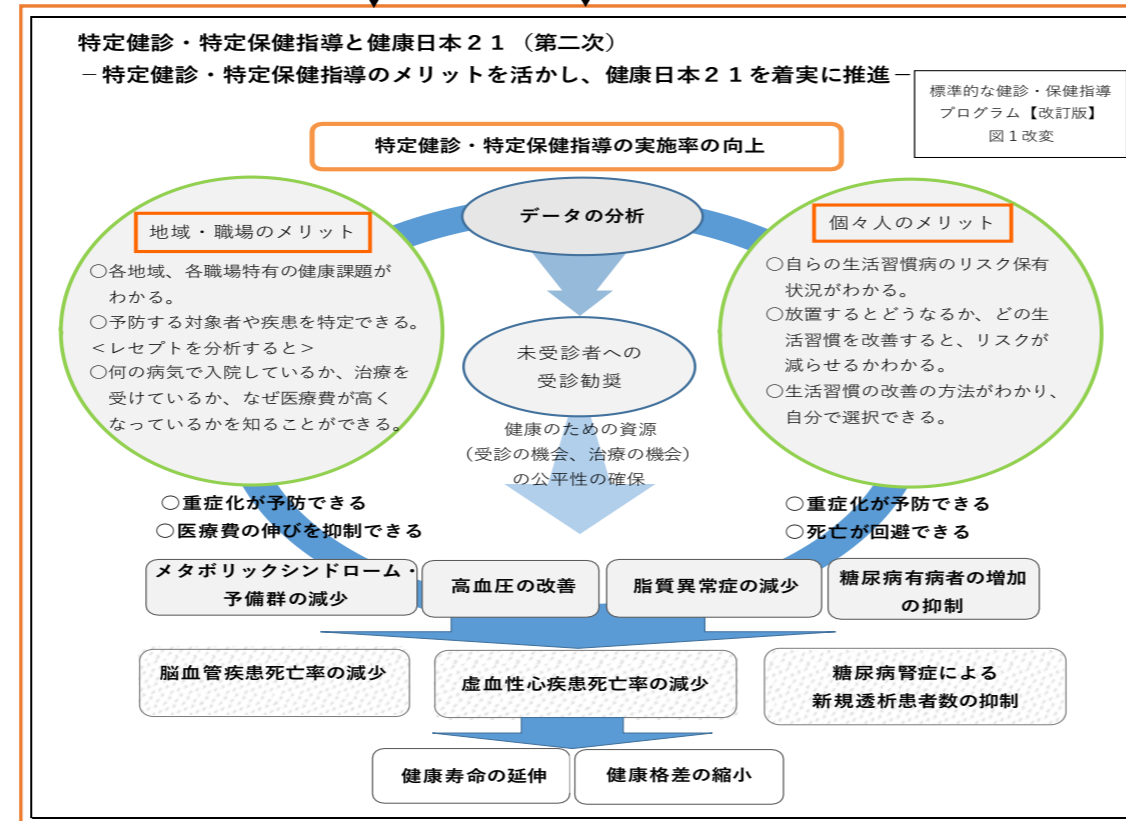 特定健診・特定保健指導と健康日本２１（第二次）
－特定健診・特定保健指導のメリットを活かし、健康日本２１を着実に推進－
標準的な健診・保健指導
プログラム【改訂版】
図１改変
特定健診・特定保健指導の実施率の向上
データの分析
地域・職場のメリット
○各地域、各職場特有の健康課題が
わかる。
○予防する対象者や疾患を特定できる。
＜レセプトを分析すると＞
○何の病気で入院しているか、治療を
受けているか、なぜ医療費が高く
なっているかを知ることができる。
個々人のメリット
○自らの生活習慣病のリスク保有
状況がわかる。
○放置するとどうなるか、どの生
活習慣を改善すると、リスクが
減らせるかわかる。
○生活習慣の改善の方法がわかり、
自分で選択できる。
未受診者への
受診勧奨
健康のための資源
（受診の機会、治療の機会）
の公平性の確保
○重症化が予防できる
○医療費の伸びを抑制できる
○重症化が予防できる
○死亡が回避できる
メタボリックシンドローム・
予備群の減少
高血圧の改善
脂質異常症の減少
糖尿病有病者の増加
の抑制
脳血管疾患死亡率の減少
虚血性心疾患死亡率の減少
糖尿病腎症による
新規透析患者数の抑制
健康寿命の延伸
健康格差の縮小